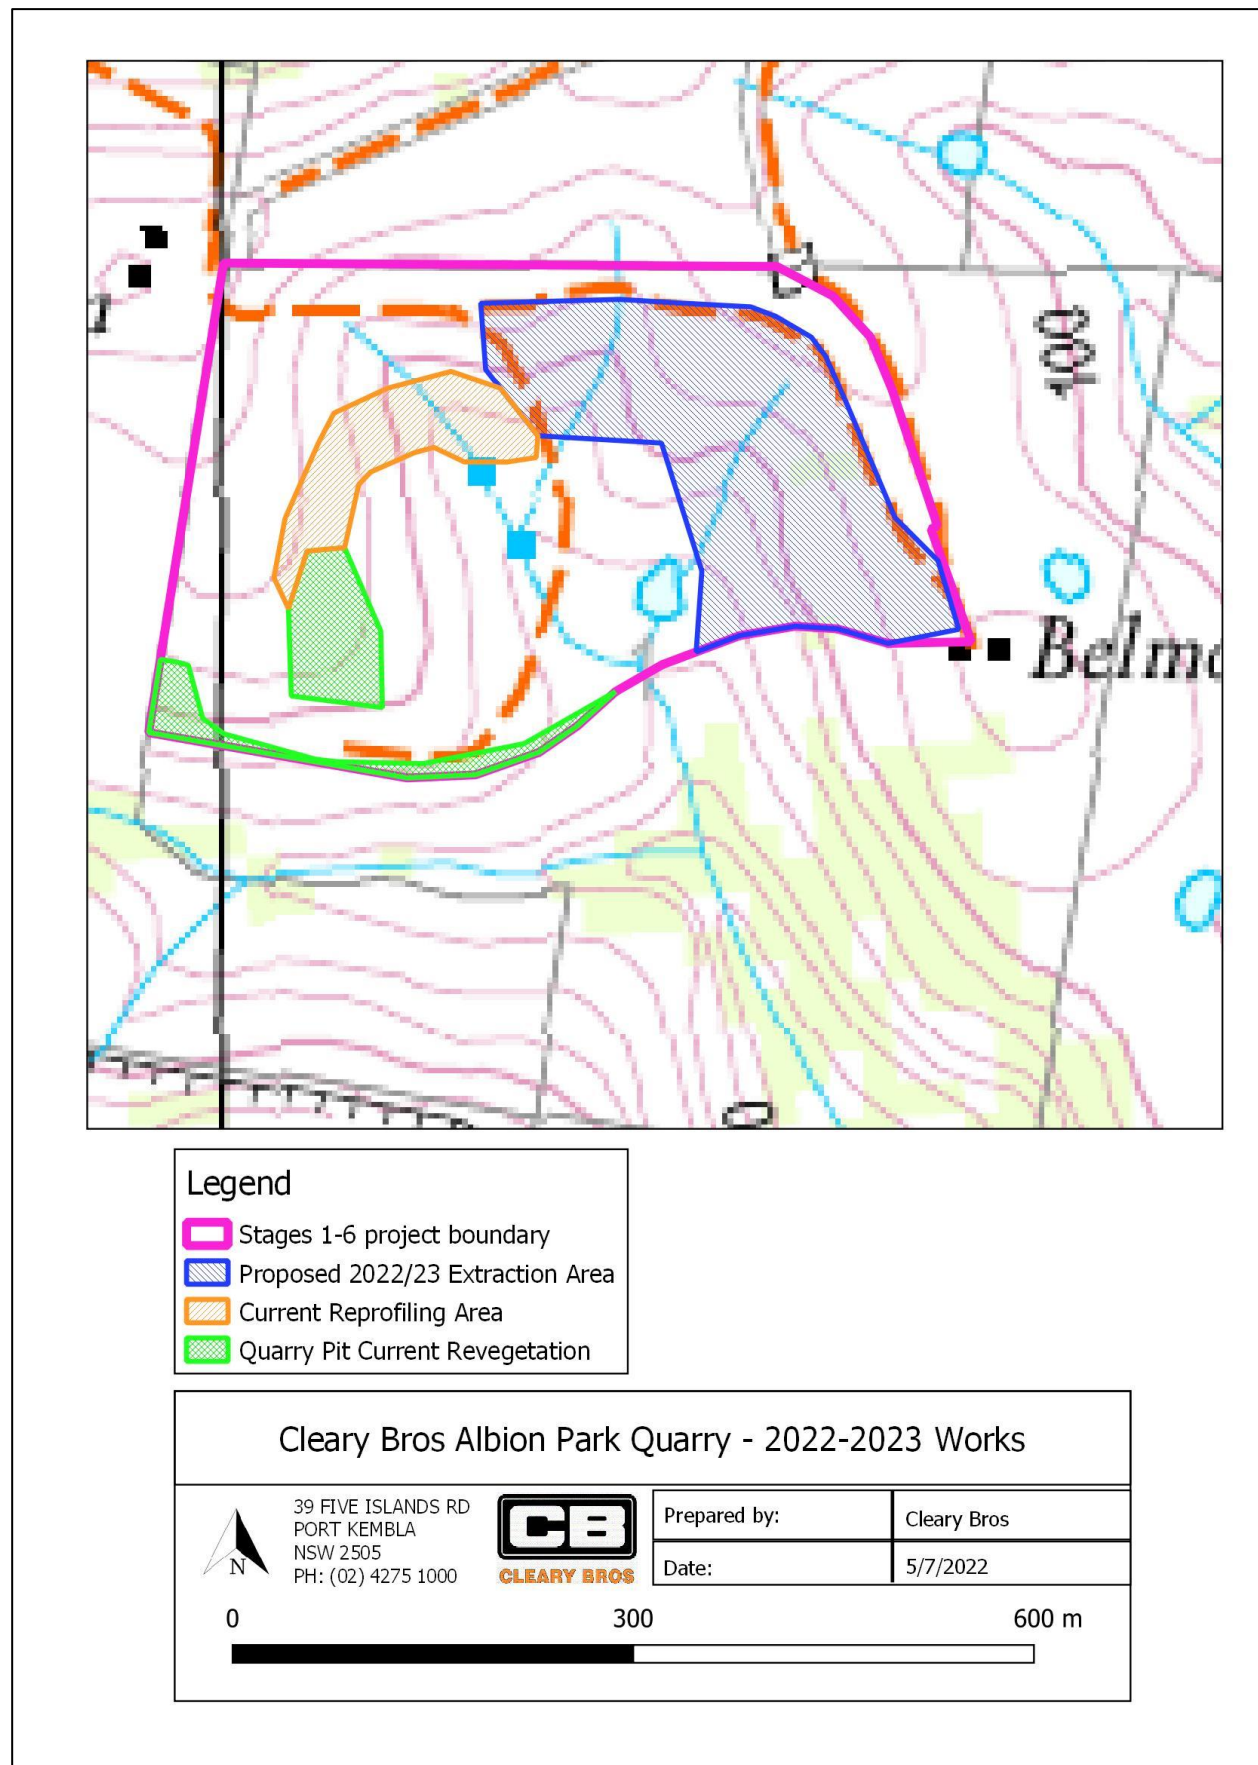 100
Belmo
Legend
Stages 1-6 project boundary
Proposed 2022/23 Extraction Area
Current Reprofiling Area
Quarry Pit Current Revegetation
Cleary Bros Albion Park Quarry - 2022-2023 Works
N
39 FIVE ISLANDS RD
PORT KEMBLA
NSW 2505
PH: (02) 4275 1000
CB
CLEARY BROS
Prepared by:
Cleary Bros
Date:
5/7/2022
0
300
600 m